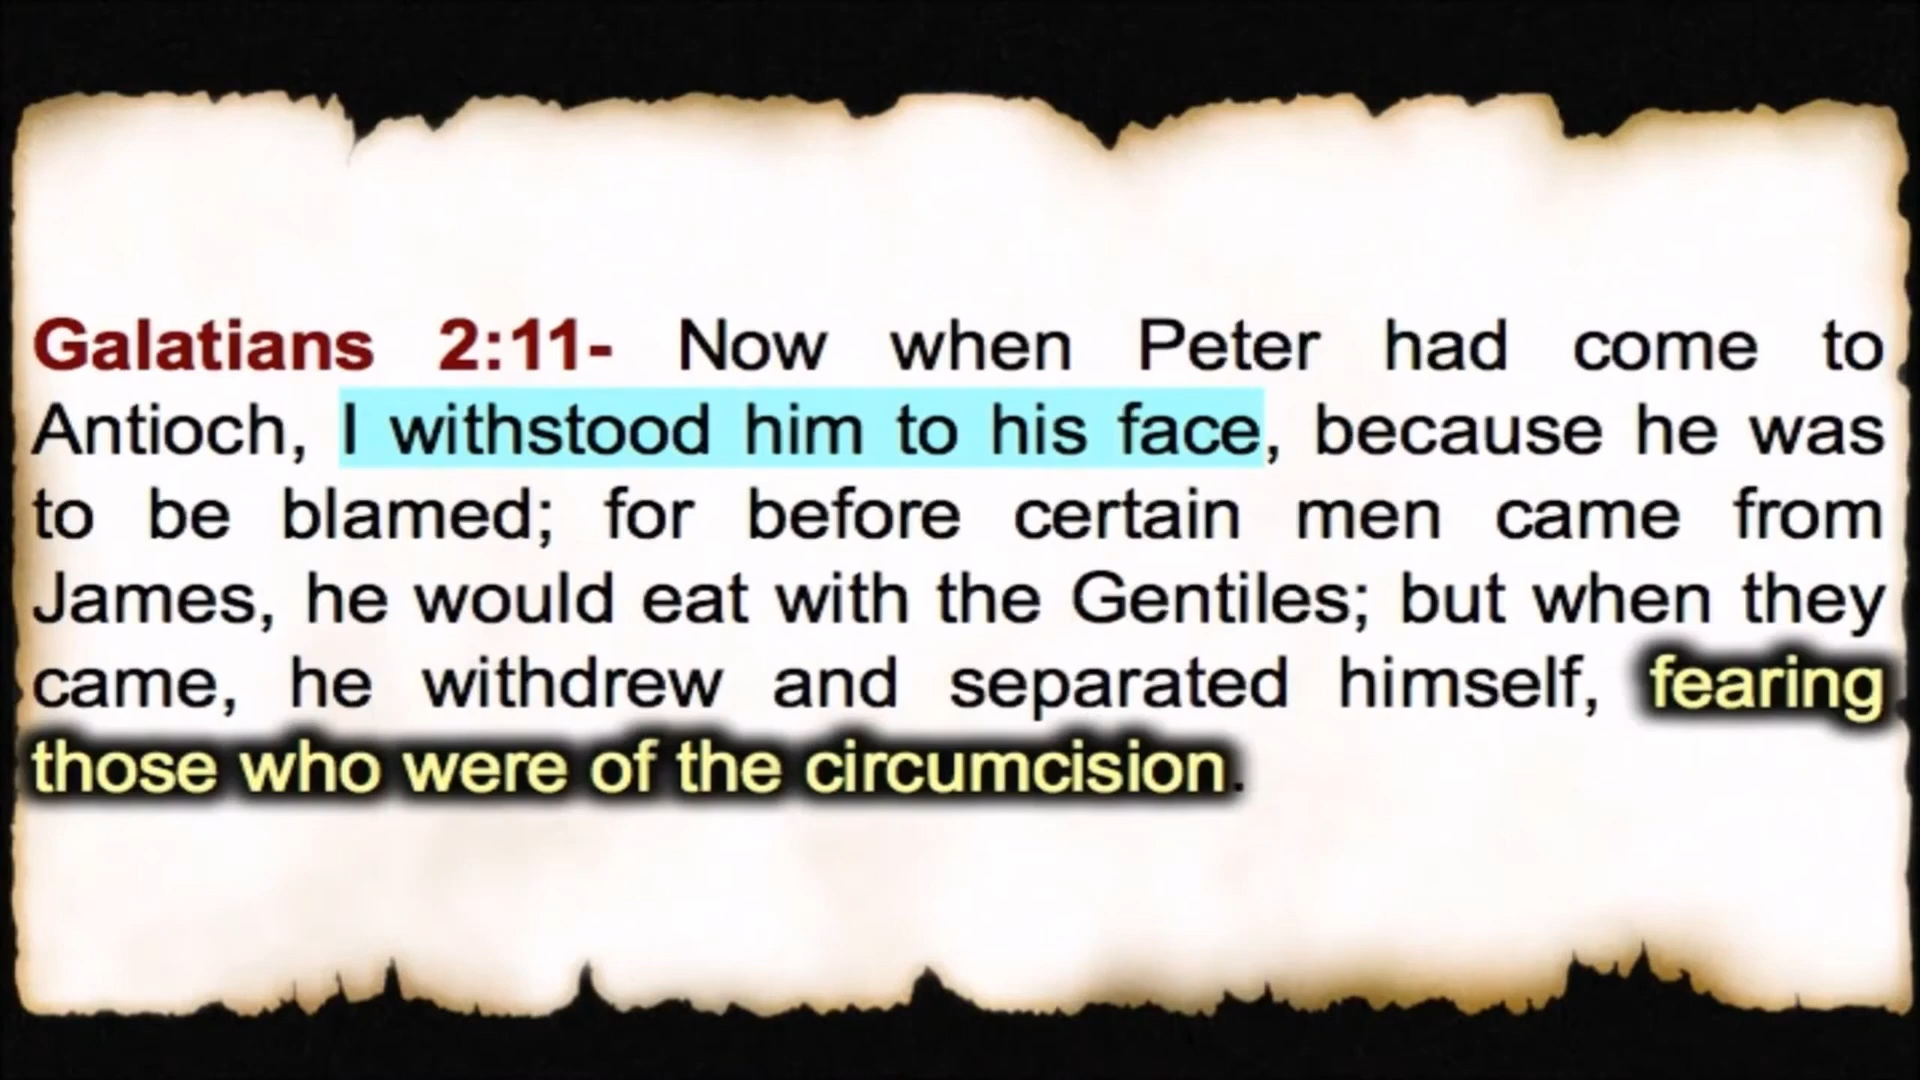 Galatians 2:11- Now when Peter had come to
Antioch, I withstood him to his face, because he was
to be blamed; for before certain men came from
James, he would eat with the Gentiles; but when they
came, he withdrew and separated himself, fearing
those who were of the circumcision.